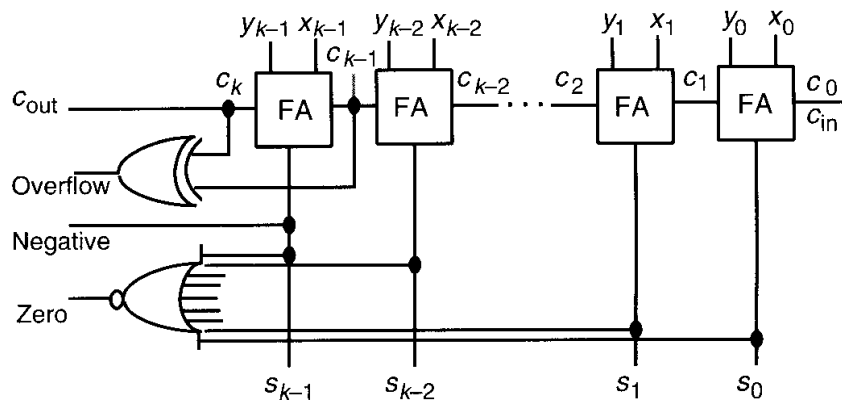 y_{k–1} x_{k–1} y_{k–2} x_{k–2} y_1 x_1 y_0 x_0
c_{k–1}
c_k c_{k–2} . . . c_2 c_1 c_0
c_out FA FA FA FA c_in
Overflow
Negative
Zero
s_{k–1} s_{k–2} s_1 s_0